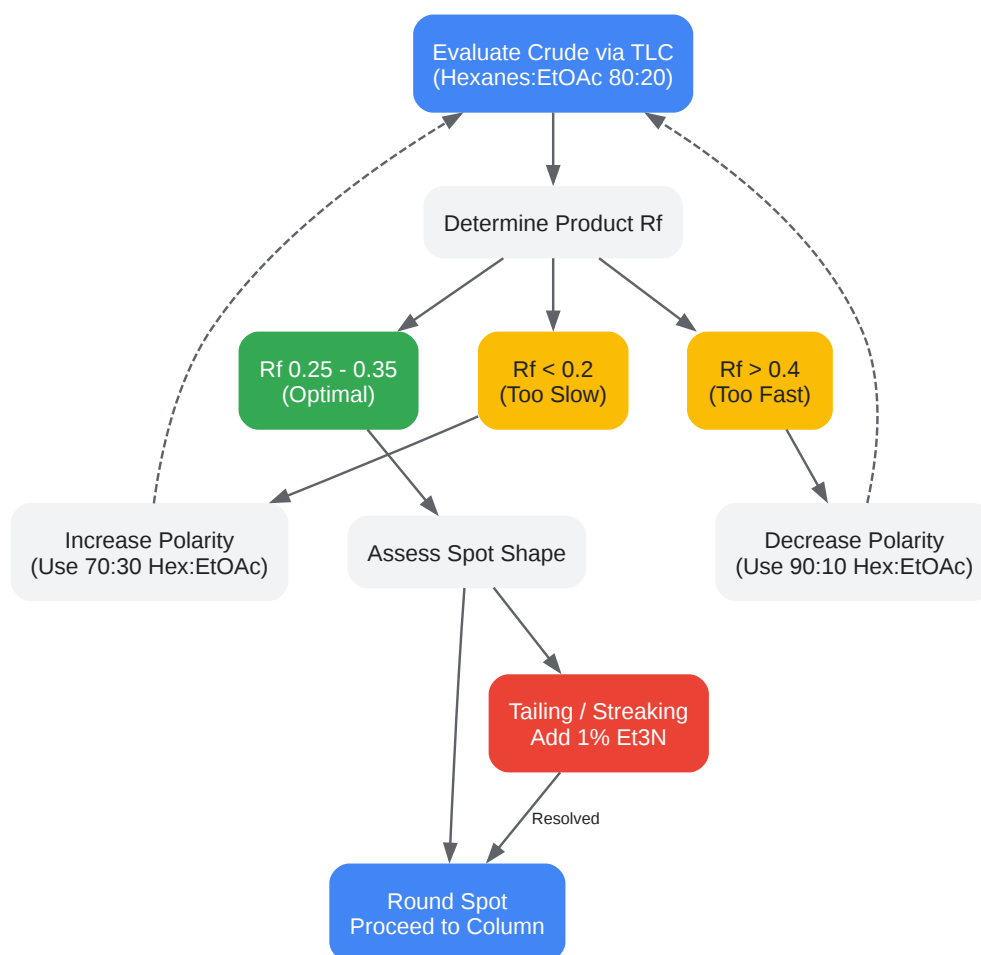 Evaluate Crude via TLC
(Hexanes:EtOAc 80:20)
Determine Product Rf
Rf 0.25 - 0.35
(Optimal)
Rf < 0.2
(Too Slow)
Rf > 0.4
(Too Fast)
Increase Polarity
(Use 70:30 Hex:EtOAc)
Assess Spot Shape
Decrease Polarity
(Use 90:10 Hex:EtOAc)
Tailing / Streaking
Add 1% Et3N
Resolved
Round Spot
Proceed to Column